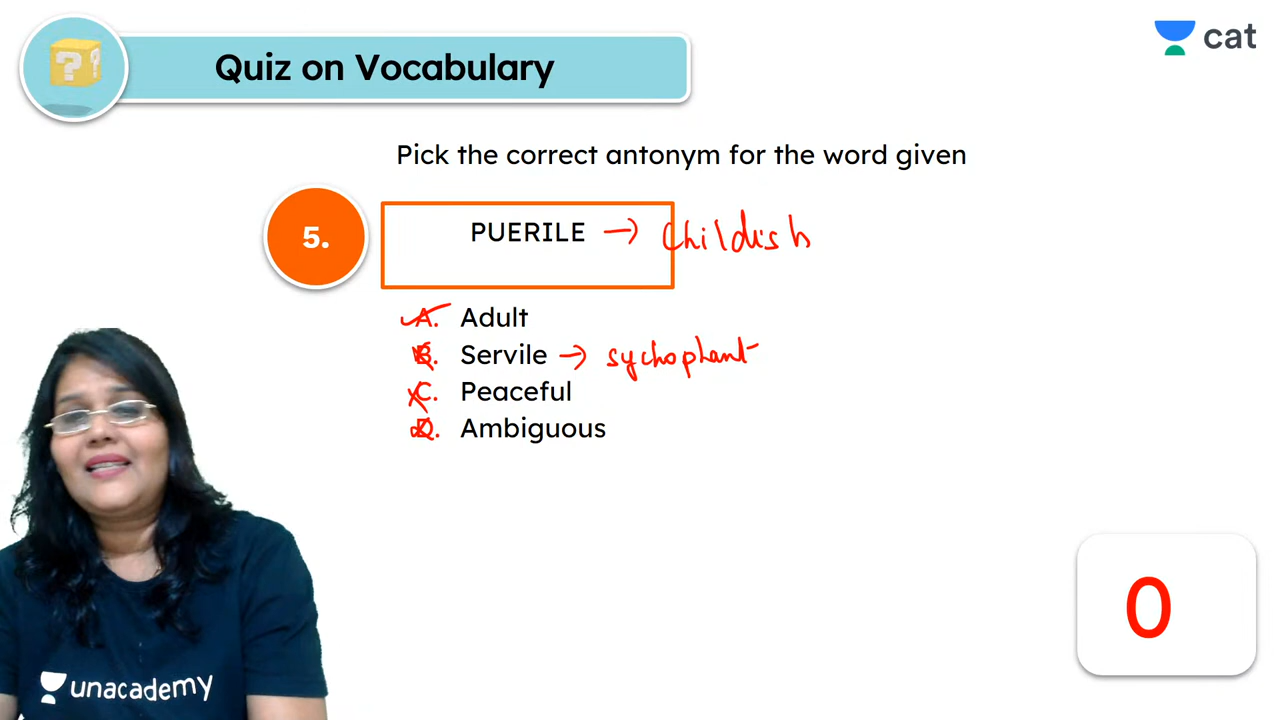 Quiz on Vocabulary
cat
Pick the correct antonym for the word given
5.
PUERILE → childish
A. Adult
B. Servile → sychophant
C. Peaceful
D. Ambiguous
0
unacademy